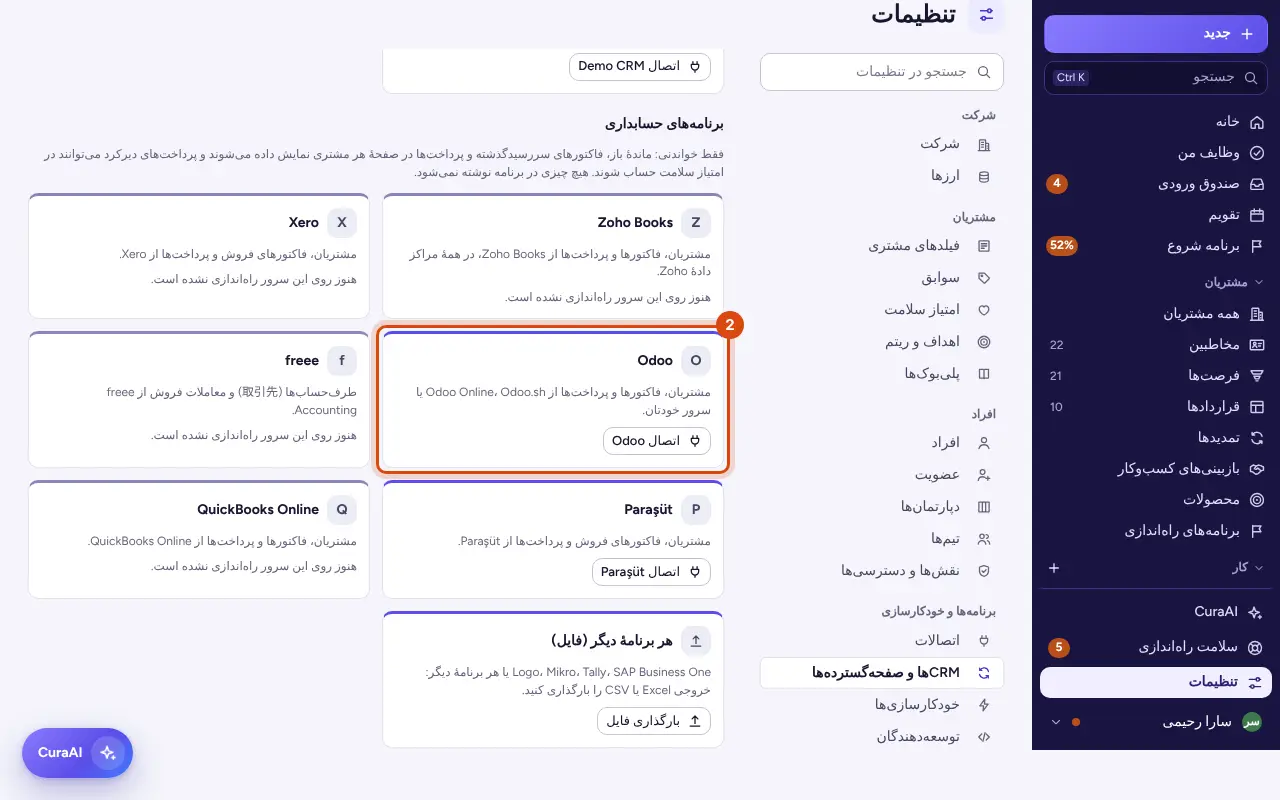 جدید
جستجو
Ctrl K
خانه
وظایف من
صندوق ورودی
4
تقویم
برنامه شروع
52%
مشتریان
همه مشتریان
مخاطبین
22
فرصت‌ها
21
قراردادها
10
تمدیدها
بازبینی‌های کسب‌وکار
محصولات
برنامه‌های راه‌اندازی
کار
CuraAI
سلامت راه‌اندازی
5
تنظیمات
سر
سارا رحیمی
تنظیمات
جستجو در تنظیمات
شرکت
شرکت
ارزها
مشتریان
فیلدهای مشتری
سوابق
امتیاز سلامت
اهداف و ریتم
پلی‌بوک‌ها
افراد
افراد
عضویت
دپارتمان‌ها
تیم‌ها
نقش‌ها و دسترسی‌ها
برنامه‌ها و خودکارسازی
اتصالات
CRMها و صفحه‌گسترده‌ها
خودکارسازی‌ها
توسعه‌دهندگان
اتصال Demo CRM
برنامه‌های حسابداری
فقط خواندنی: ماندهٔ باز، فاکتورهای سررسیدگذشته و پرداخت‌ها در صفحهٔ هر مشتری نمایش داده می‌شوند و پرداخت‌های دیرکرد می‌توانند در
امتیاز سلامت حساب شوند. هیچ چیزی در برنامه نوشته نمی‌شود.
Z
Zoho Books
مشتریان، فاکتورها و پرداخت‌ها از Zoho Books، در همهٔ مراکز
دادهٔ Zoho.
هنوز روی این سرور راه‌اندازی نشده است.
X
Xero
مشتریان، فاکتورهای فروش و پرداخت‌ها از Xero.
هنوز روی این سرور راه‌اندازی نشده است.
2
O
Odoo
مشتریان، فاکتورها و پرداخت‌ها از Odoo Online، Odoo.sh یا
سرور خودتان.
اتصال Odoo
f
freee
طرف‌حساب‌ها (取引先) و معاملات فروش از freee
Accounting.
هنوز روی این سرور راه‌اندازی نشده است.
P
Paraşüt
مشتریان، فاکتورهای فروش و پرداخت‌ها از Paraşüt.
اتصال Paraşüt
Q
QuickBooks Online
مشتریان، فاکتورها و پرداخت‌ها از QuickBooks Online.
هنوز روی این سرور راه‌اندازی نشده است.
هر برنامهٔ دیگر (فایل)
Logo، Mikro، Tally، SAP Business One یا هر برنامهٔ دیگر:
خروجی Excel یا CSV را بارگذاری کنید.
بارگذاری فایل
CuraAI